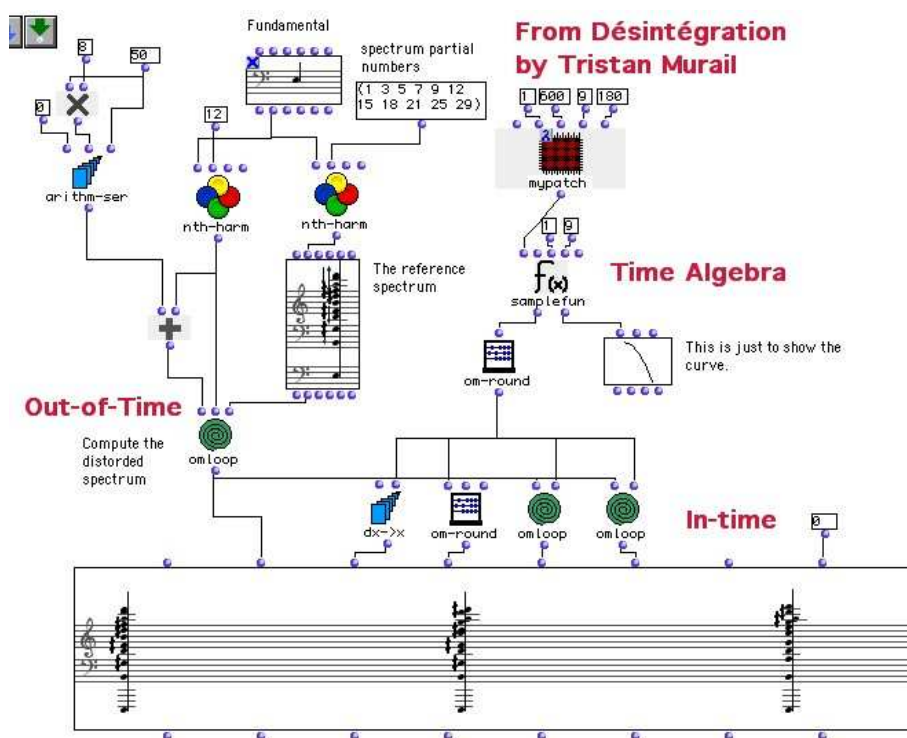 Fundamental
spectrum partial
numbers
(1 3 5 7 9 12
15 18 21 25 29)
From Désintégration
by Tristan Murail
8
50
0
12
1
600
9
180
arithm-ser
nth-harm
nth-harm
mypatch
The reference
spectrum
1
9
f(x)
samplefun
Time Algebra
This is just to show the
curve.
om-round
Out-of-Time
Compute the
distorded
spectrum
omloop
dx->x
om-round
omloop
omloop
In-time
0